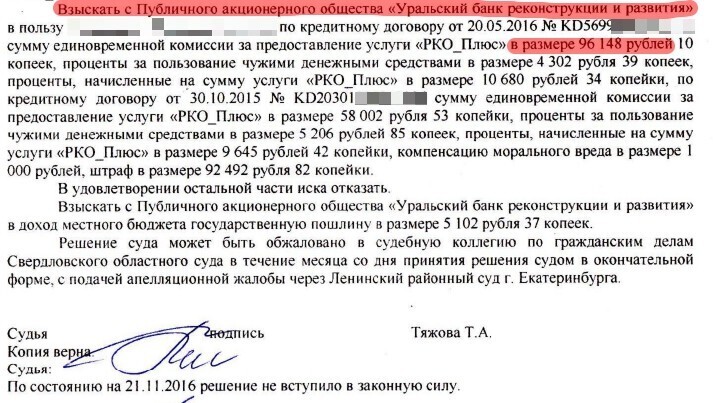 Взыскать с Публичного акционерного общества «Уральский банк реконструкции и развития»
в пользу по кредитному договору от 20.05.2016 № KD5699
сумму единовременной комиссии за предоставление услуги «РКО_Плюс» в размере 96 148 рублей 10
копеек, проценты за пользование чужими денежными средствами в размере 4 302 рубля 39 копеек,
проценты, начисленные на сумму услуги «РКО_Плюс» в размере 10 680 рублей 34 копейки, по
кредитному договору от 30.10.2015 № KD20301 сумму единовременной комиссии за
предоставление услуги «РКО_Плюс» в размере 58 002 рубля 53 копейки, проценты за пользование
чужими денежными средствами в размере 5 206 рублей 85 копеек, проценты, начисленные на сумму
услуги «РКО_Плюс» в размере 9 645 рублей 42 копейки, компенсацию морального вреда в размере 1
000 рублей, штраф в размере 92 492 рубля 82 копейки.
В удовлетворении остальной части иска отказать.
Взыскать с Публичного акционерного общества «Уральский банк реконструкции и развития»
в доход местного бюджета государственную пошлину в размере 5 102 рубля 37 копеек.
Решение суда может быть обжаловано в судебную коллегию по гражданским делам
Свердловского областного суда в течение месяца со дня принятия решения судом в окончательной
форме, с подачей апелляционной жалобы через Ленинский районный суд г. Екатеринбурга.
Судья подпись Тяжова Т.А.
Копия верна.
Судья:
По состоянию на 21.11.2016 решение не вступило в законную силу.